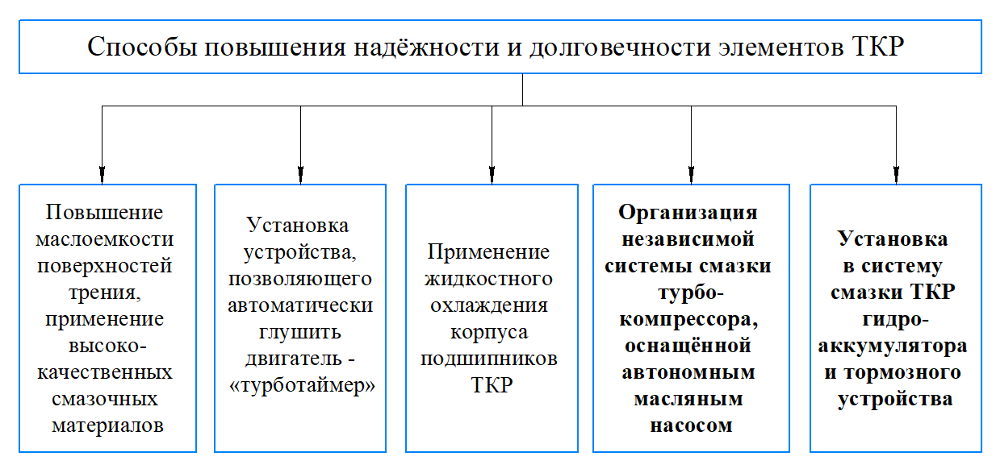 Способы повышения надёжности и долговечности элементов ТКР
Повышение
маслоемкости
поверхностей
трения,
применение
высоко-
качественных
смазочных
материалов
Установка
устройства,
позволяющего
автоматически
глушить
двигатель -
«турботаймер»
Применение
жидкостного
охлаждения
корпуса
подшипников
ТКР
Организация
независимой
системы смазки
турбо-
компрессора,
оснащённой
автономным
масляным
насосом
Установка
в систему
смазки ТКР
гидро-
аккумулятора
и тормозного
устройства